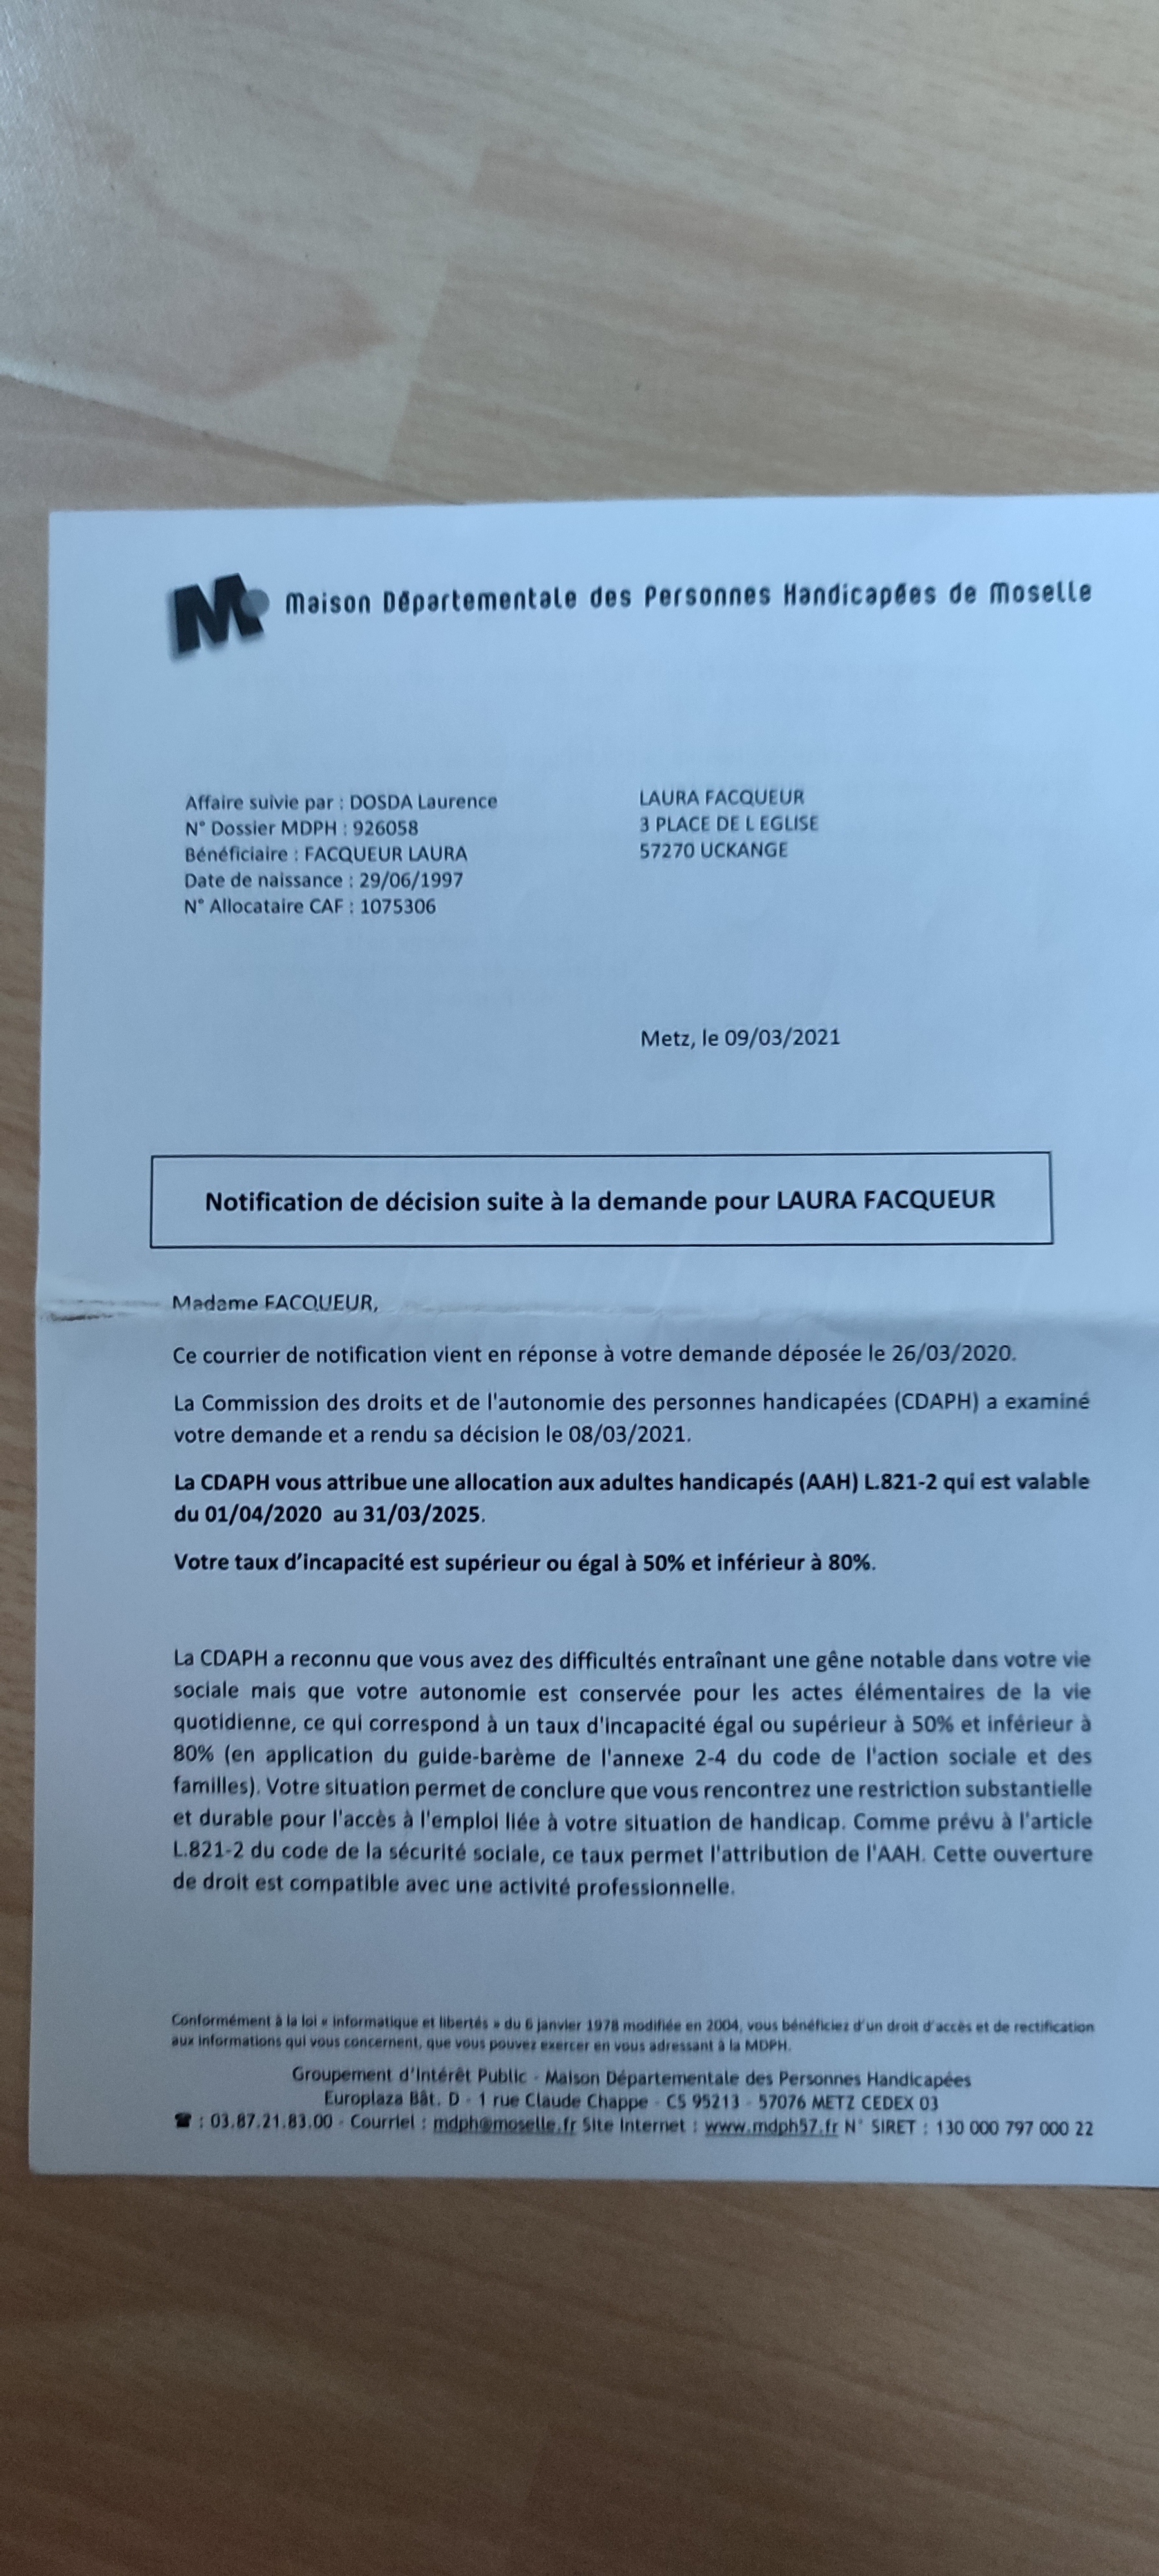 Maison Départementale des Personnes Handicapées de Moselle
Affaire suivie par : DOSDA Laurence
N° Dossier MDPH : 926058
Bénéficiaire : FACQUEUR LAURA
Date de naissance : 29/06/1997
N° Allocataire CAF : 1075306
LAURA FACQUEUR
3 PLACE DE L EGLISE
57270 UCKANGE
Metz, le 09/03/2021
Notification de décision suite à la demande pour LAURA FACQUEUR
Madame FACQUEUR,
Ce courrier de notification vient en réponse à votre demande déposée le 26/03/2020.
La Commission des droits et de l'autonomie des personnes handicapées (CDAPH) a examiné
votre demande et a rendu sa décision le 08/03/2021.
La CDAPH vous attribue une allocation aux adultes handicapés (AAH) L.821-2 qui est valable
du 01/04/2020 au 31/03/2025.
Votre taux d’incapacité est supérieur ou égal à 50% et inférieur à 80%.
La CDAPH a reconnu que vous avez des difficultés entraînant une gêne notable dans votre vie
sociale mais que votre autonomie est conservée pour les actes élémentaires de la vie
quotidienne, ce qui correspond à un taux d'incapacité égal ou supérieur à 50% et inférieur à
80% (en application du guide-barème de l'annexe 2-4 du code de l'action sociale et des
familles). Votre situation permet de conclure que vous rencontrez une restriction substantielle
et durable pour l'accès à l'emploi liée à votre situation de handicap. Comme prévu à l'article
L.821-2 du code de la sécurité sociale, ce taux permet l'attribution de l'AAH. Cette ouverture
de droit est compatible avec une activité professionnelle.
Conformément à la loi « informatique et libertés » du 6 janvier 1978 modifiée en 2004, vous bénéficiez d’un droit d’accès et de rectification
aux informations qui vous concernent, que vous pouvez exercer en vous adressant à la MDPH.
Groupement d’Intérêt Public - Maison Départementale des Personnes Handicapées
Europlaza Bât. D - 1 rue Claude Chappe - CS 95213 - 57076 METZ CEDEX 03
☎ : 03.87.21.83.00 - Courriel : mdph@moselle.fr Site Internet : www.mdph57.fr N° SIRET : 130 000 797 000 22